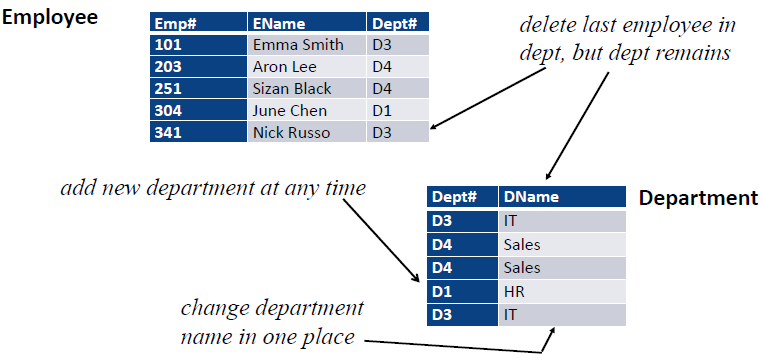 Employee
Emp# EName Dept#
101 Emma Smith D3
203 Aron Lee D4
251 Sizan Black D4
304 June Chen D1
341 Nick Russo D3
delete last employee in
dept, but dept remains
add new department at any time
Dept# DName
D3 IT
D4 Sales
D4 Sales
D1 HR
D3 IT
Department
change department
name in one place